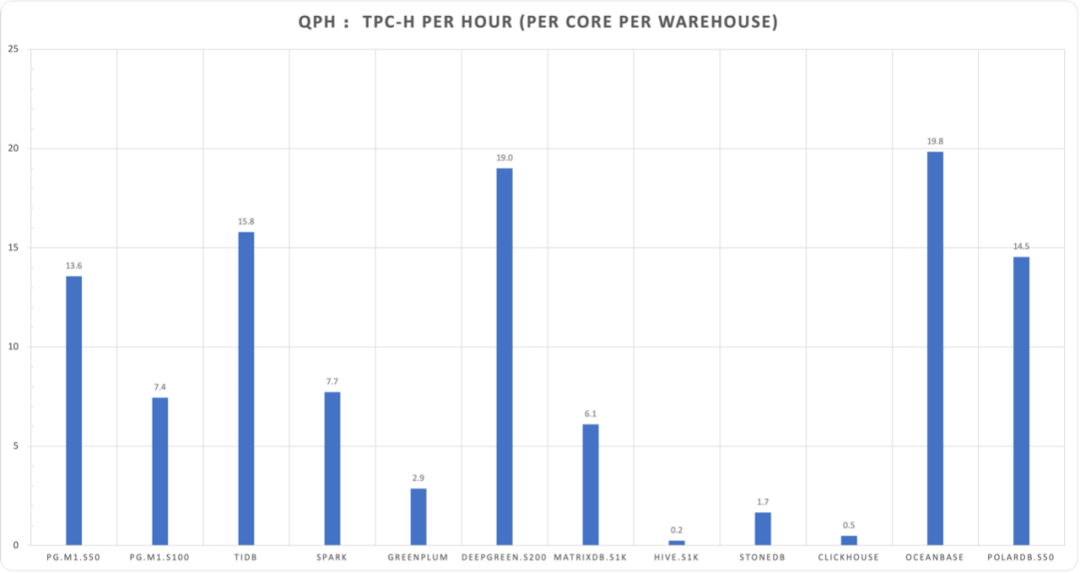 QPH : TPC-H PER HOUR (PER CORE PER WAREHOUSE)
25
20
15
10
5
0
13.6
7.4
15.8
7.7
2.9
19.0
6.1
0.2
1.7
0.5
19.8
14.5
PG.M1.S50
PG.M1.S100
TIDB
SPARK
GREENPLUM
DEEPGREEN.S200
MATRIXDB.S1K
HIVE.S1K
STONEDB
CLICKHOUSE
OCEANBASE
POLARDB.S50